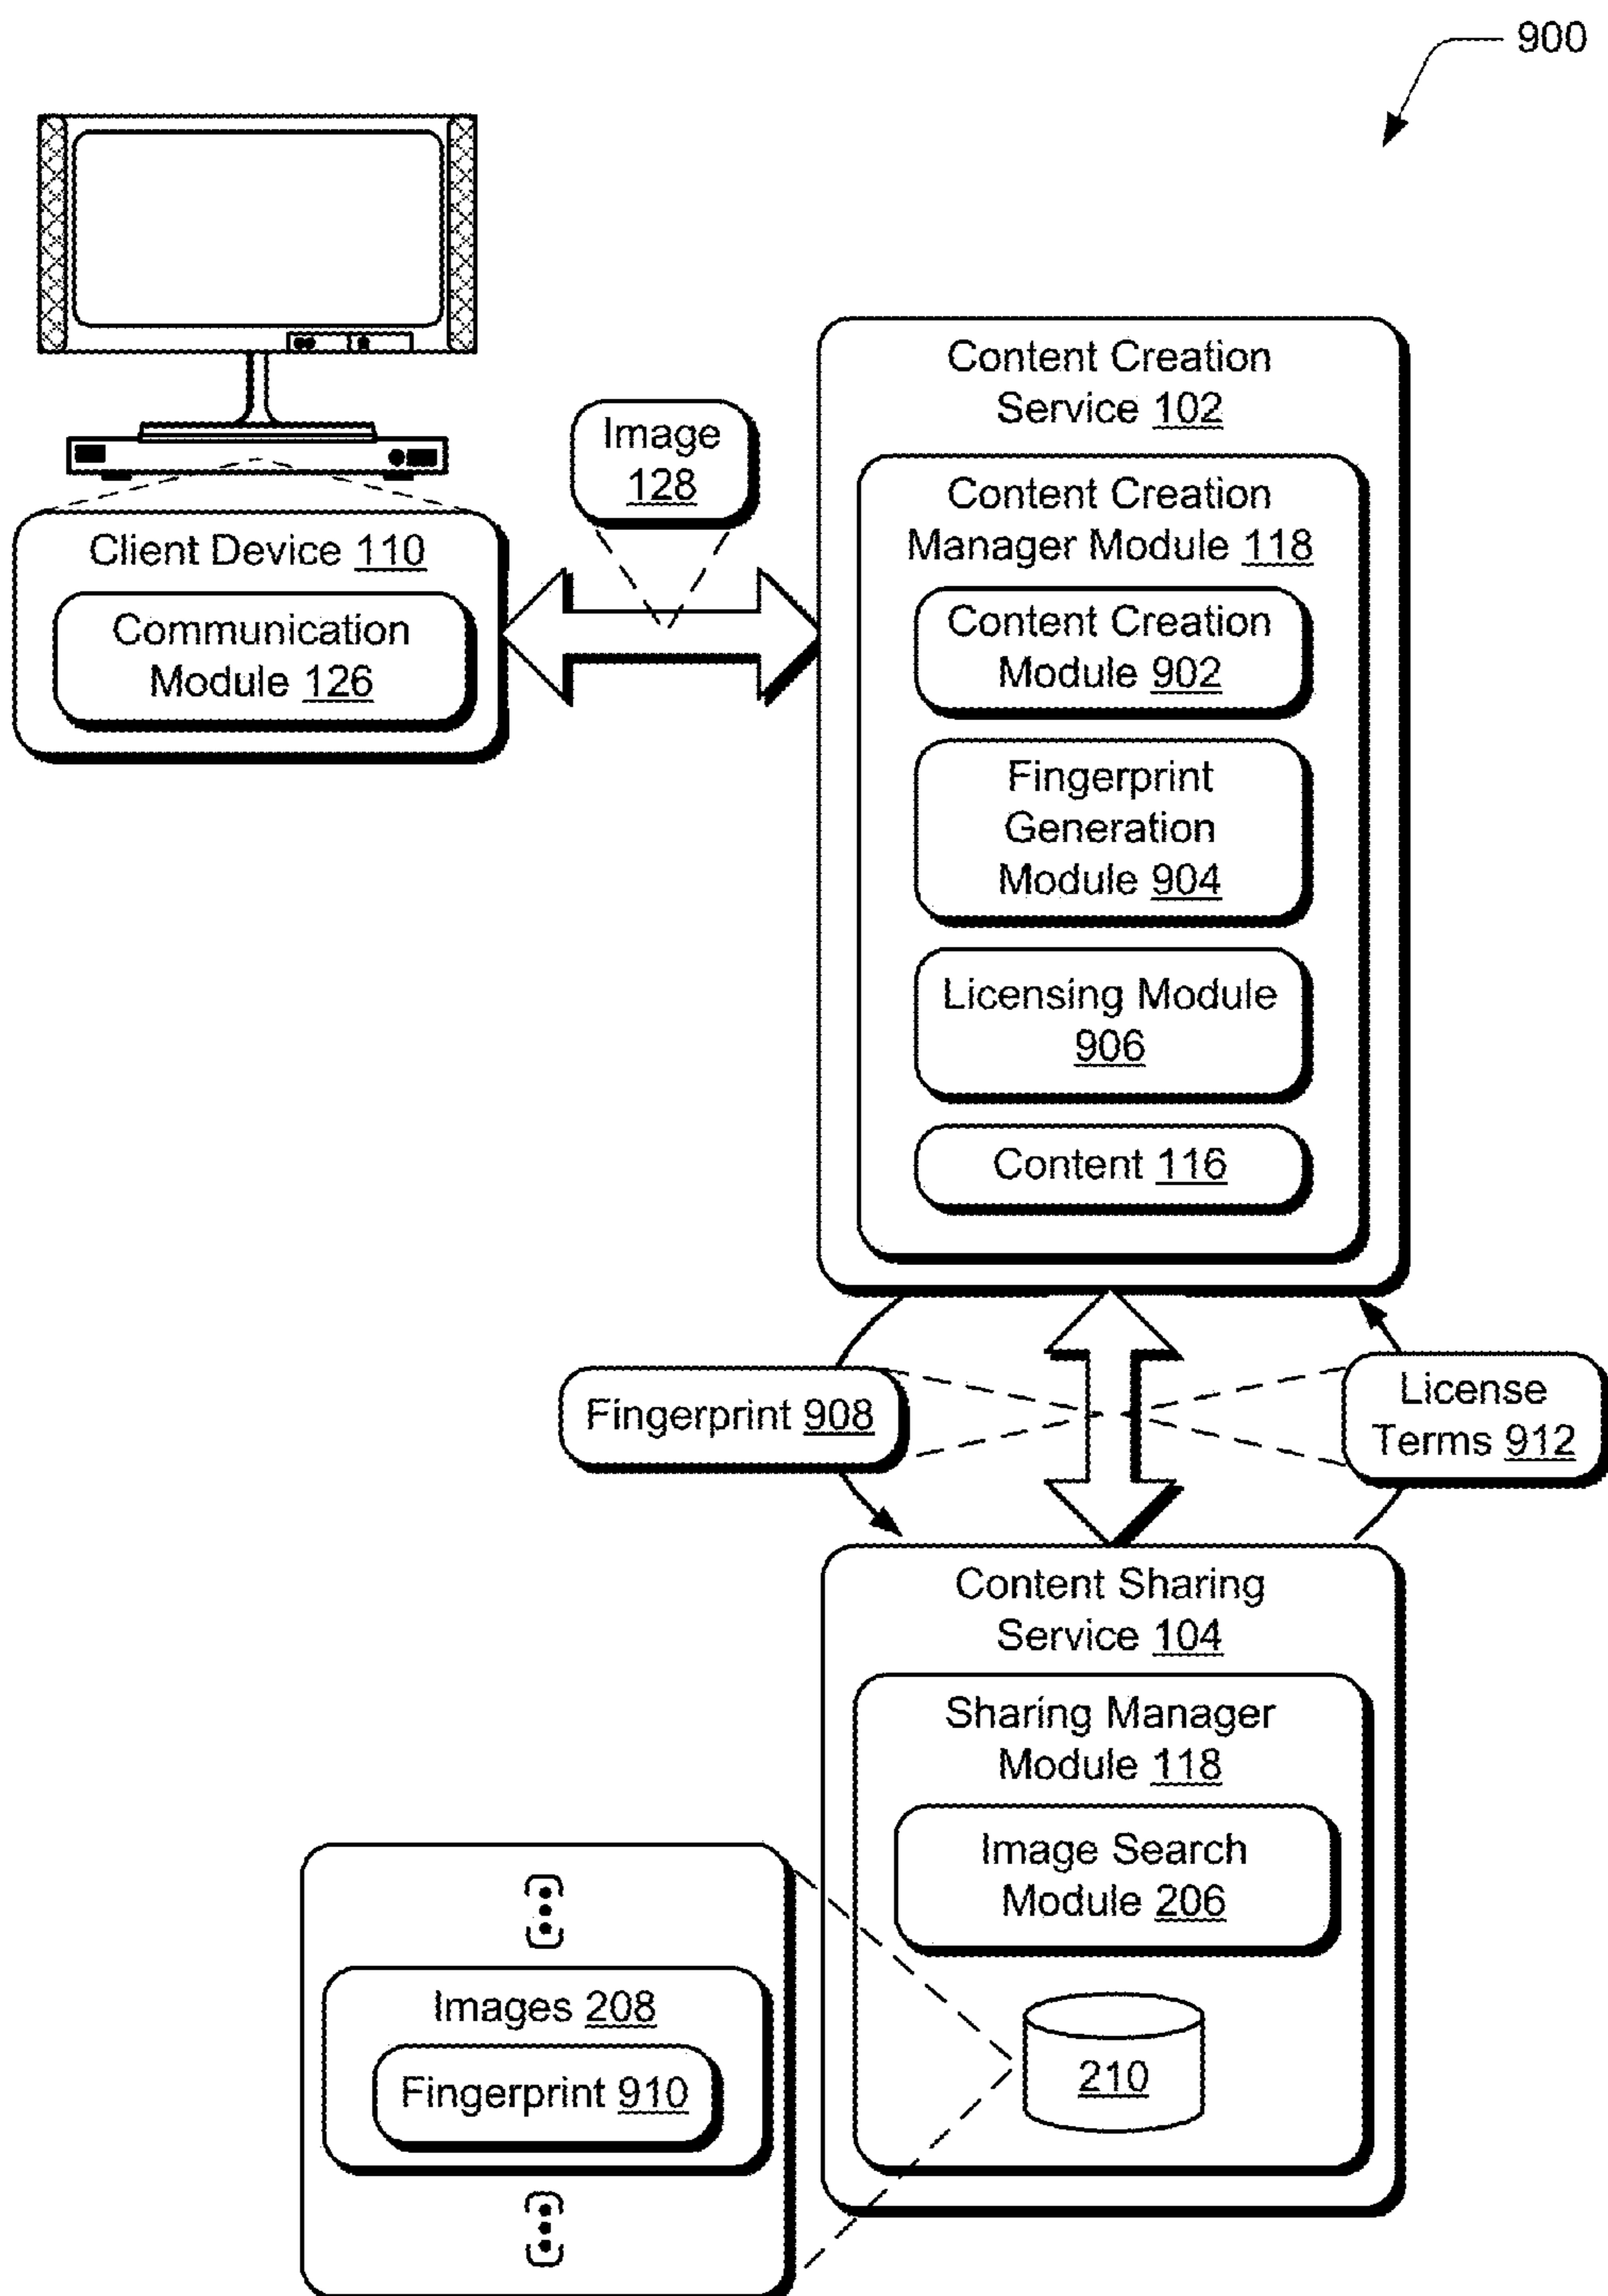 900
Content Creation
Service 102
Image
128
Content Creation
Manager Module 118
Client Device 110
Communication
Module 126
Content Creation
Module 902
Fingerprint
Generation
Module 904
Licensing Module
906
Content 116
Fingerprint 908
License
Terms 912
Content Sharing
Service 104
Sharing Manager
Module 118
Image Search
Module 206
Images 208
Fingerprint 910
210